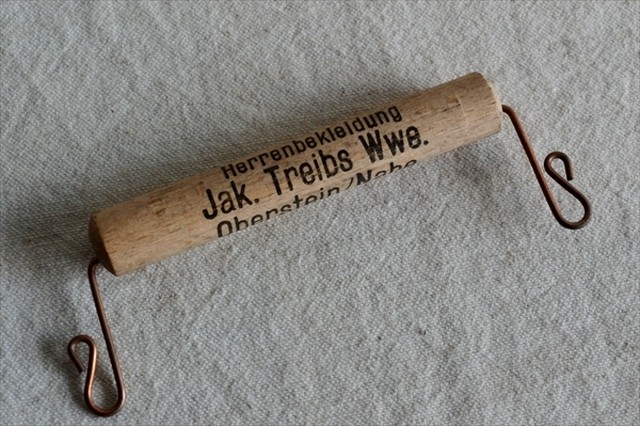 Herrenbekleidung
Jak. Treibs Wwe.
Oberstein/Nahe